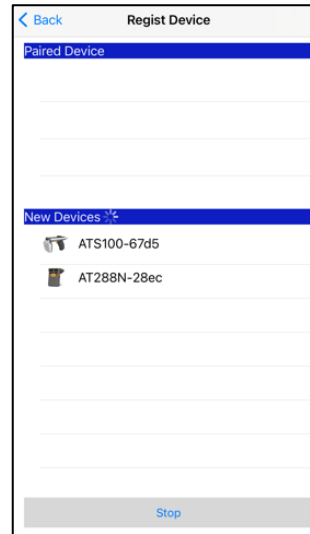 Back Regist Device
Paired Device
New Devices
ATS100-67d5
AT288N-28ec
Stop